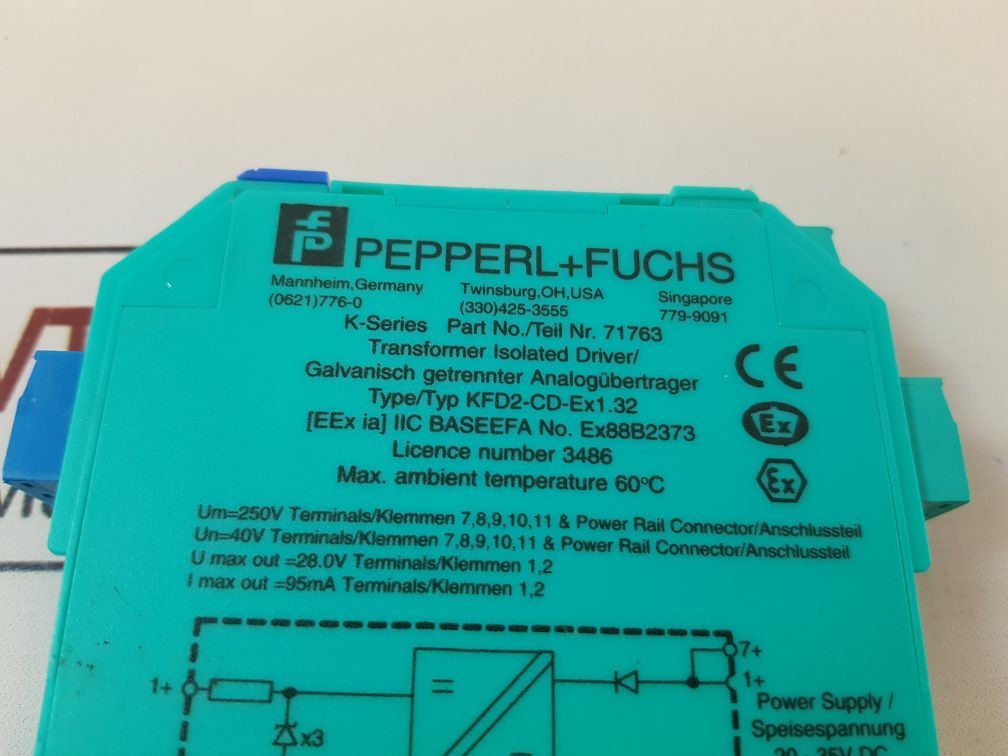 fp PEPPERL+FUCHS
Mannheim,Germany Twinsburg,OH,USA Singapore
(0621)776-0 (330)425-3555 779-9091
K-Series Part No./Teil Nr. 71763
Transformer Isolated Driver/
Galvanisch getrennter Analogübertrager
Type/Typ KFD2-CD-Ex1.32
[EEx ia] IIC BASEEFA No. Ex88B2373
Licence number 3486
Max. ambient temperature 60ºC
CE
Ex
Ex
Um=250V Terminals/Klemmen 7,8,9,10,11 & Power Rail Connector/Anschlussteil
Un=40V Terminals/Klemmen 7,8,9,10,11 & Power Rail Connector/Anschlussteil
U max out =28.0V Terminals/Klemmen 1,2
I max out =95mA Terminals/Klemmen 1,2
7+
1+ 1+
Power Supply /
x3 Speisespannung
20 - 35V D